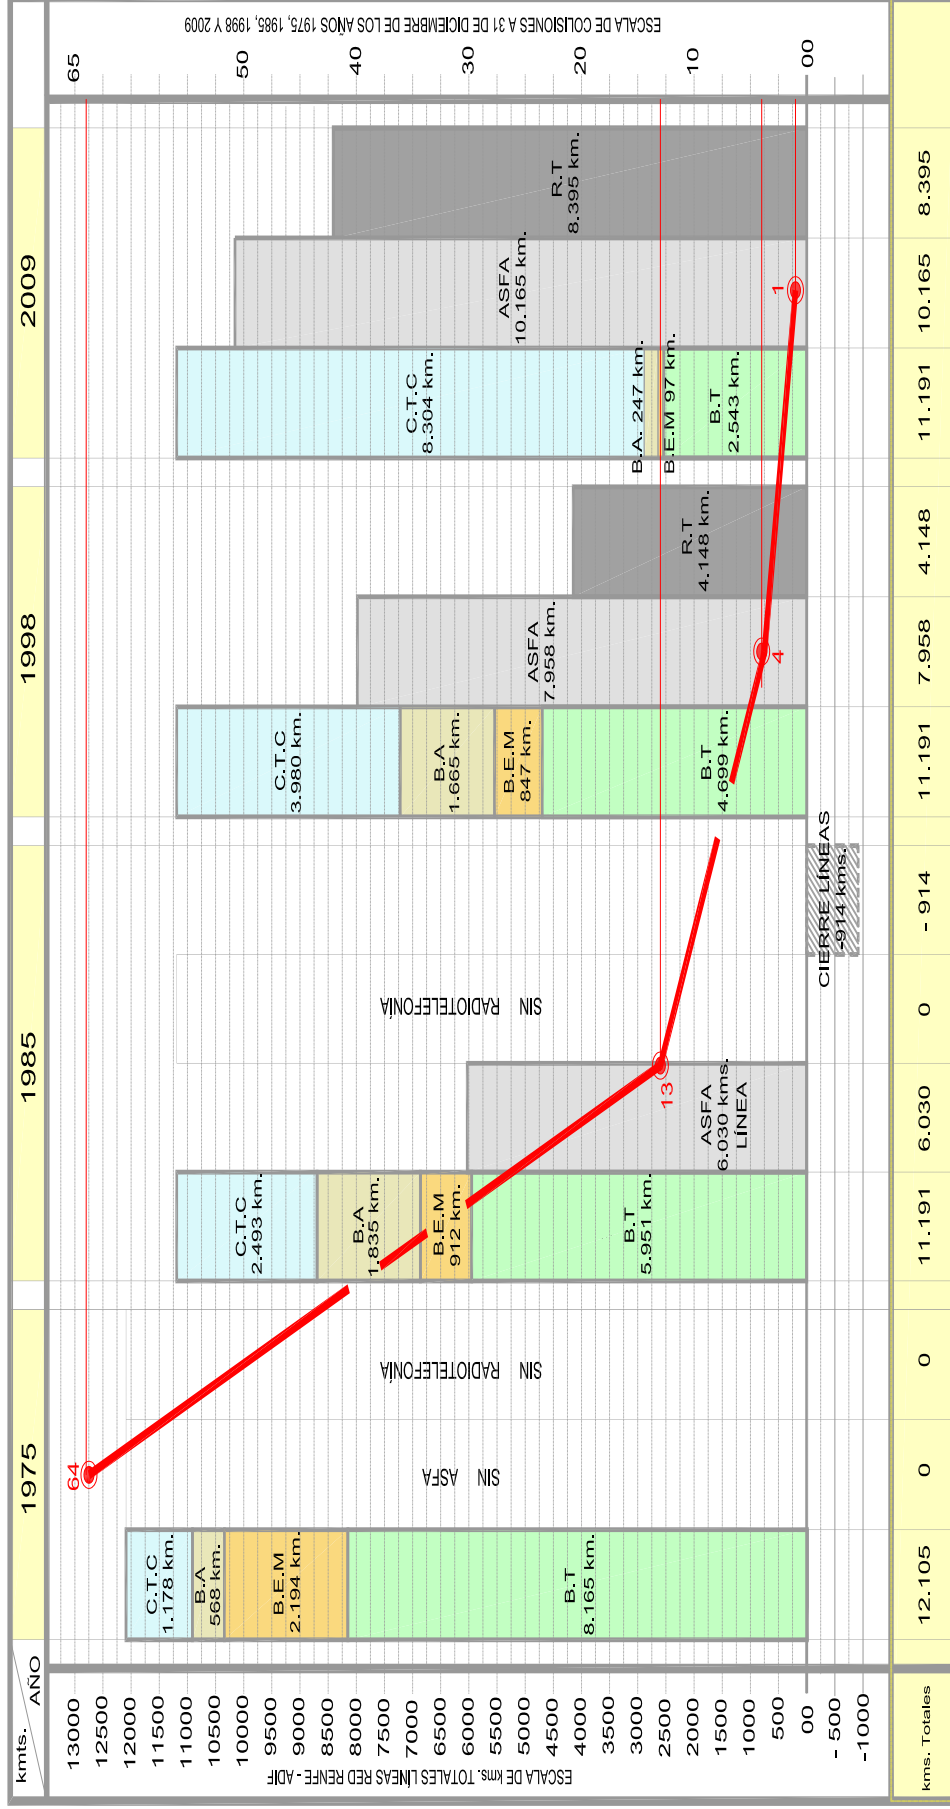 kmts.
AÑO
1975
1985
1998
2009
13000
12500
12000
11500
11000
10500
10000
9500
9000
8500
8000
7500
7000
6500
6000
5500
5000
4500
4000
3500
3000
2500
2000
1500
1000
500
00
- 500
-1000
ESCALA DE kms. TOTALES LÍNEAS RED RENFE - ADIF
C.T.C
1.178 km.
B.A
568 km.
B.E.M
2.194 km.
B.T
8.165 km.
64
SIN ASFA
SIN RADIOTELEFONÍA
C.T.C
2.493 km.
B.A
1.835 km.
B.E.M
912 km.
B.T
5.951 km.
ASFA
6.030 kms.
LÍNEA
13
SIN RADIOTELEFONÍA
CIERRE LÍNEAS
-914 kms.
C.T.C
3.980 km.
B.A
1.665 km.
B.E.M
847 km.
B.T
4.699 km.
ASFA
7.958 km.
4
R.T
4.148 km.
C.T.C
8.304 km.
B.A. 247 km.
B.E.M 97 km.
B.T
2.543 km.
ASFA
10.165 km.
1
R.T
8.395 km.
65
50
40
30
20
10
00
ESCALA DE COLISIONES A 31 DE DICIEMBRE DE LOS AÑOS 1975, 1985, 1998 Y 2009
kms. Totales
12.105
0
0
11.191
6.030
0
- 914
11.191
7.958
4.148
11.191
10.165
8.395